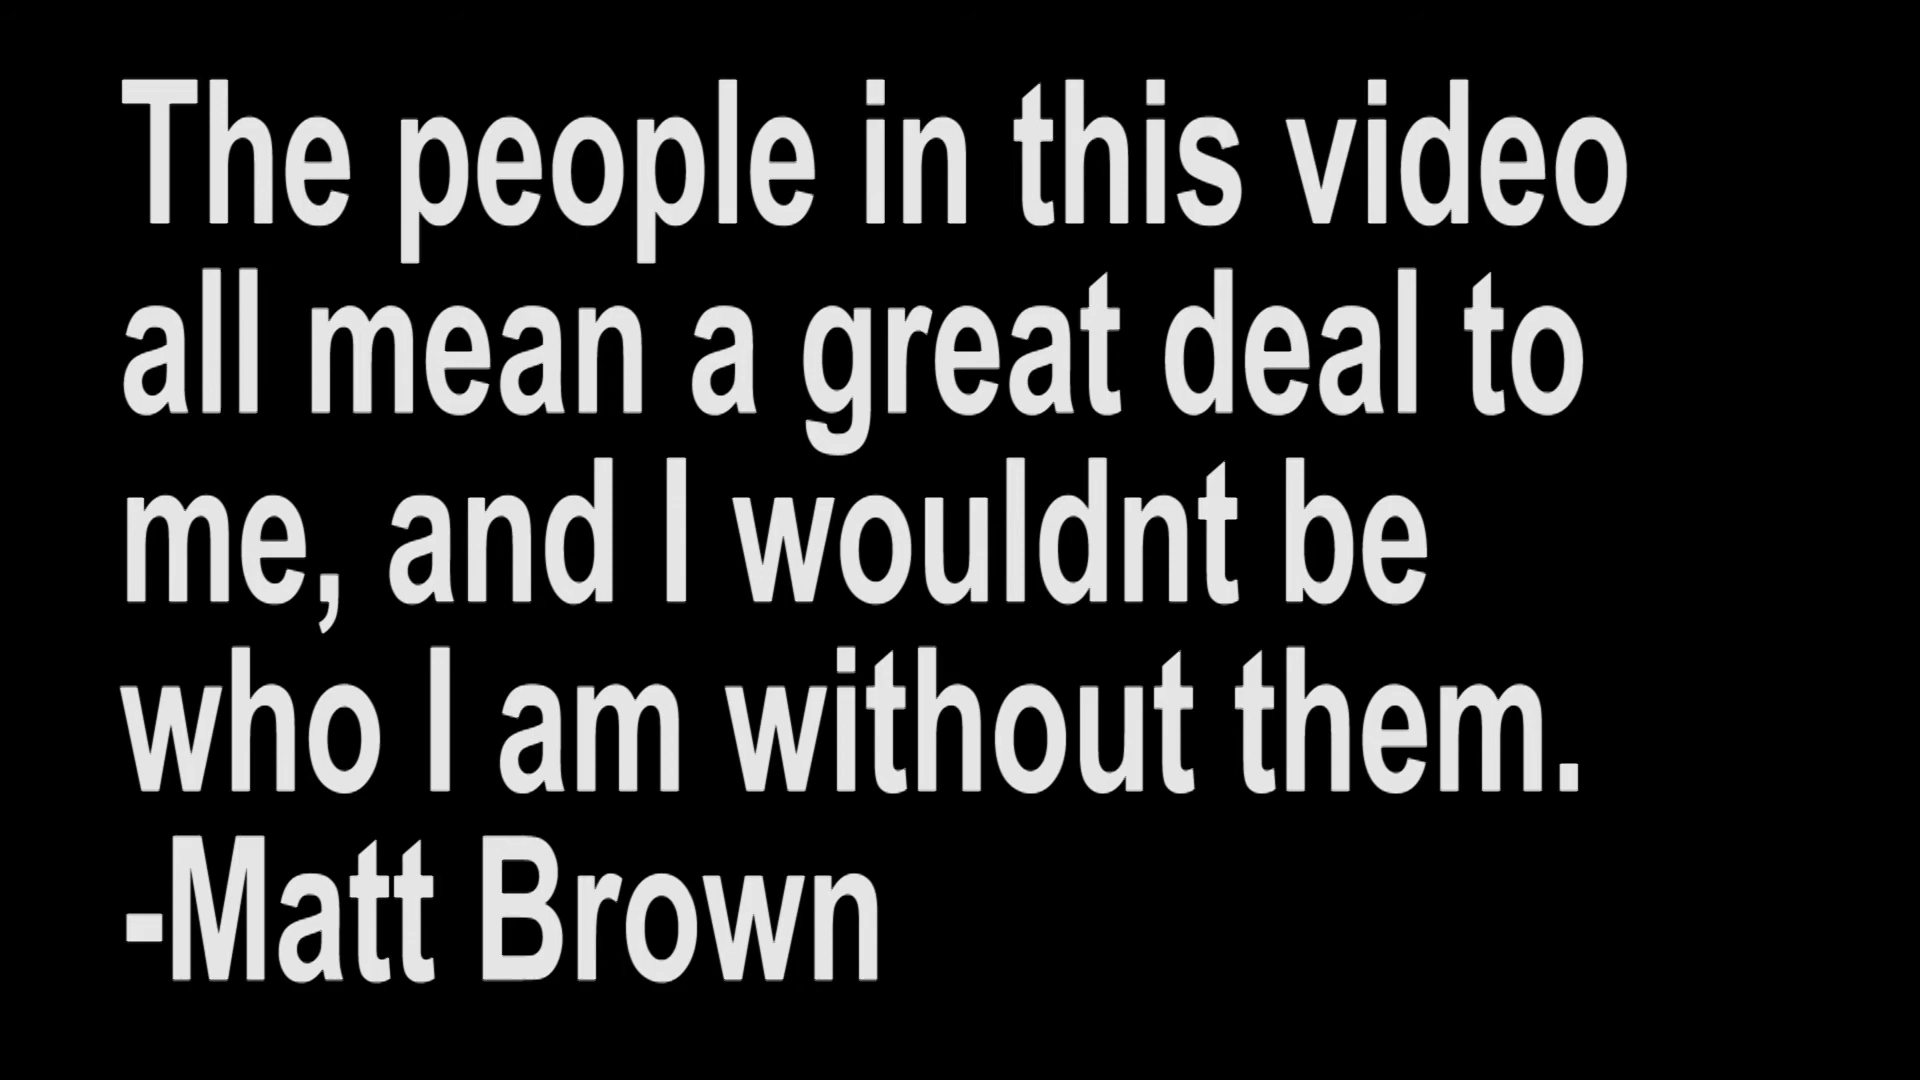 The people in this video
all mean a great deal to
me, and I wouldnt be
who I am without them.
-Matt Brown